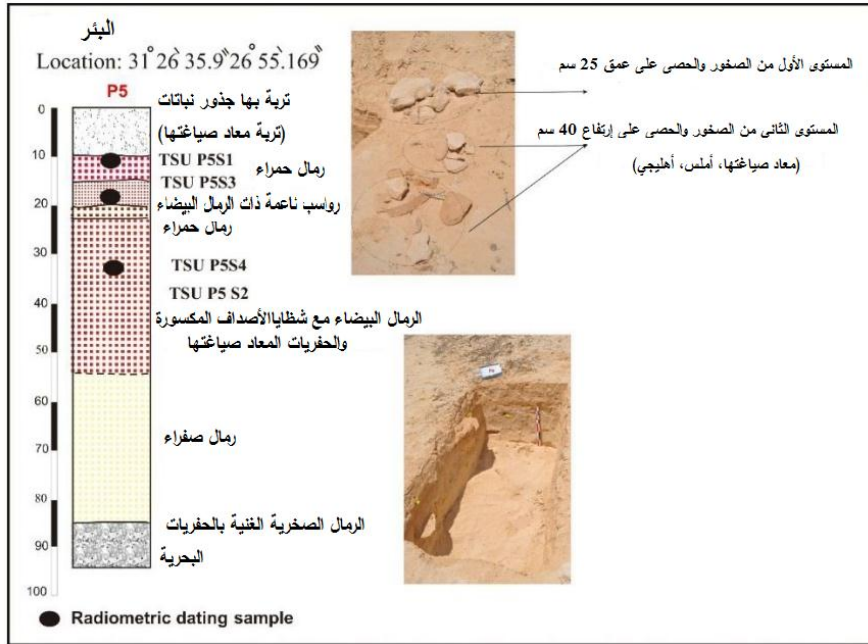 البئر
Location: 31° 26` 35.9" 26° 55`.169"
P5
المستوى الأول من الصخور والحصى على عمق 25 سم
المستوى الثانى من الصخور والحصى على إرتفاع 40 سم
(معاد صياغتها، أملس، أهليجي)
0
تربة بها جذور نباتات
(تربة معاد صياغتها)
10
TSU P5S1
رمال حمراء
TSU P5S3
20
رواسب ناعمة ذات الرمال البيضاء
رمال حمراء
30
TSU P5S4
TSU P5 S2
40
الرمال البيضاء مع شظاياالأصداف المكسورة
والحفريات المعاد صياغتها
50
60
رمال صفراء
70
80
الرمال الصخرية الغنية بالحفريات
البحرية
90
100
Radiometric dating sample